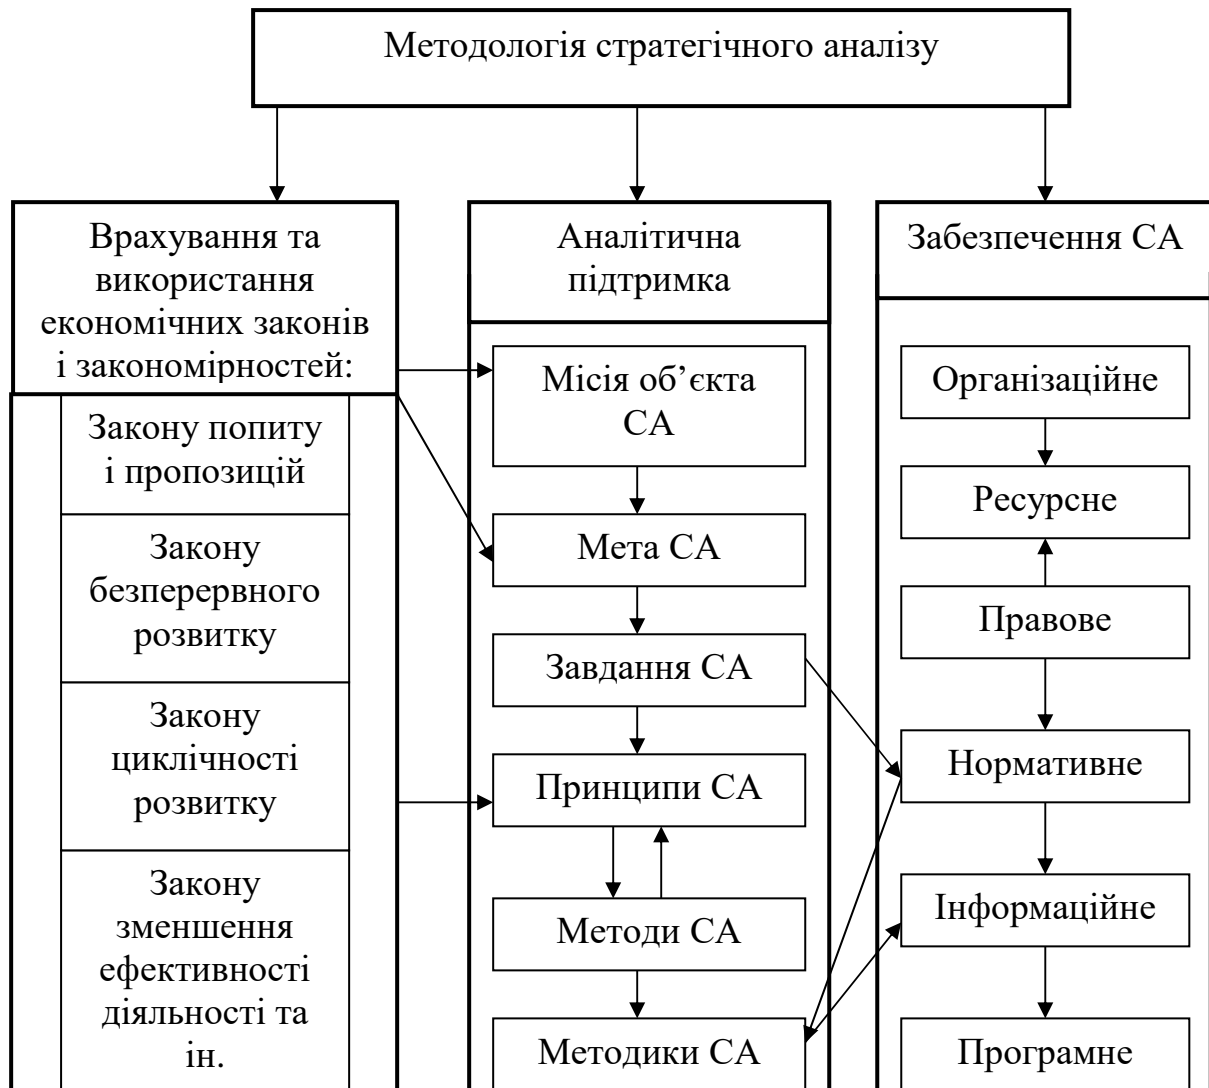 Методологія стратегічного аналізу
Врахування та
використання
економічних законів
і закономірностей:
Закону попиту
і пропозицій
Закону
безперервного
розвитку
Закону
циклічності
розвитку
Закону
зменшення
ефективності
діяльності та
ін.
Аналітична
підтримка
Місія об’єкта
СА
Мета СА
Завдання СА
Принципи СА
Методи СА
Методики СА
Забезпечення СА
Організаційне
Ресурсне
Правове
Нормативне
Інформаційне
Програмне